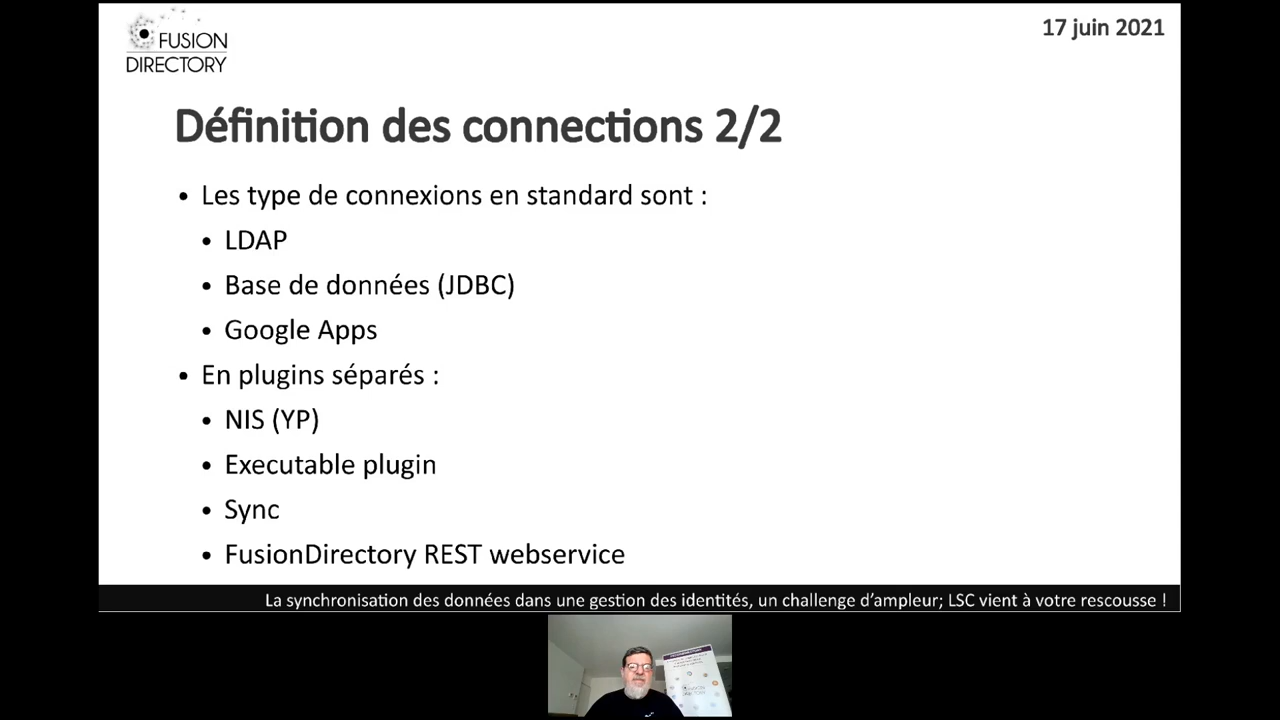 FUSION
DIRECTORY
17 juin 2021
Définition des connections 2/2
• Les type de connexions en standard sont :
• LDAP
• Base de données (JDBC)
• Google Apps
• En plugins séparés :
• NIS (YP)
• Executable plugin
• Sync
• FusionDirectory REST webservice
La synchronisation des données dans une gestion des identités, un challenge d’ampleur; LSC vient à votre rescousse !